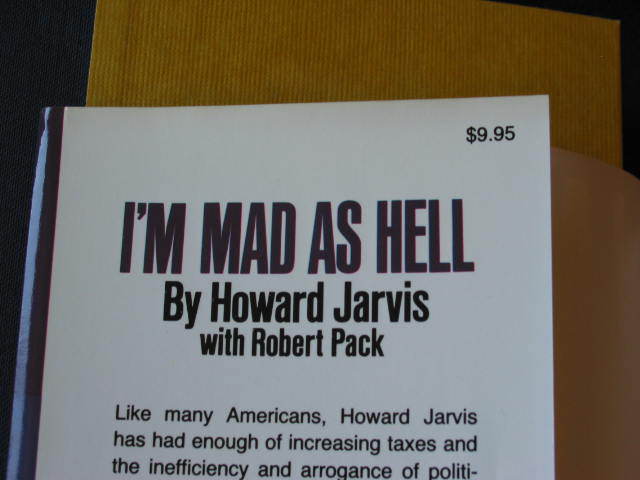 $9.95
I'M MAD AS HELL
By Howard Jarvis
with Robert Pack
Like many Americans, Howard Jarvis
has had enough of increasing taxes and
the inefficiency and arrogance of politi-